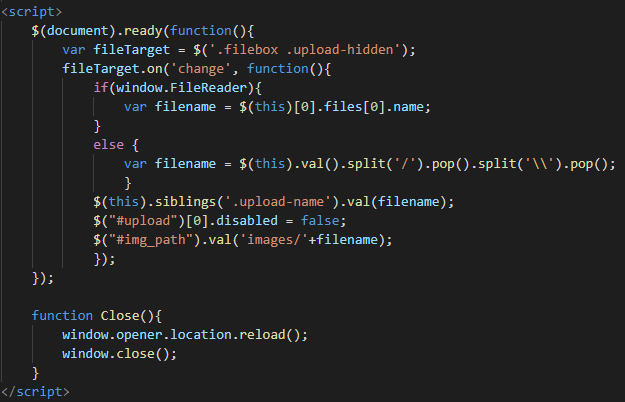 <script>
$(document).ready(function(){
var fileTarget = $('.filebox .upload-hidden');
fileTarget.on('change', function(){
if(window.FileReader){
var filename = $(this)[0].files[0].name;
}
else {
var filename = $(this).val().split('/').pop().split('\\').pop();
}
$(this).siblings('.upload-name').val(filename);
$("#upload")[0].disabled = false;
$("#img_path").val('images/'+filename);
});
});
function Close(){
window.opener.location.reload();
window.close();
}
</script>